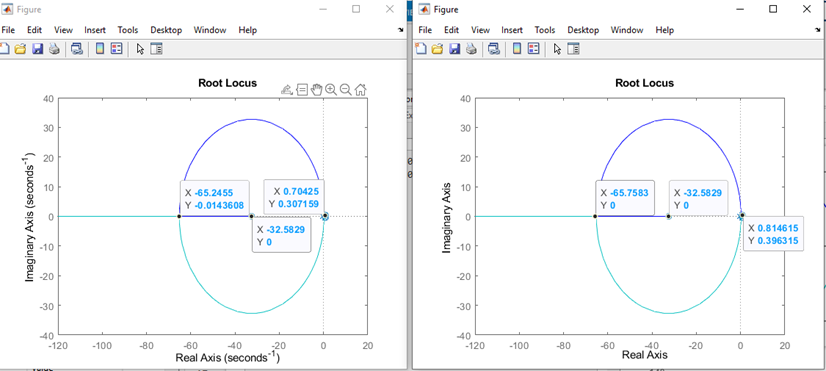 Figure
File Edit View Insert Tools Desktop Window Help
Root Locus
40
30
20
10
0
-10
-20
-30
-40
-120 -100 -80 -60 -40 -20 0 20
Imaginary Axis (seconds-1)
Real Axis (seconds-1)
X -65.2455
Y -0.0143608
X 0.70425
Y 0.307159
X -32.5829
Y 0
Figure
File Edit View Insert Tools Desktop Window Help
Root Locus
40
30
20
10
0
-10
-20
-30
-40
-120 -100 -80 -60 -40 -20 0 20
Imaginary Axis
Real Axis
X -65.7583
Y 0
X -32.5829
Y 0
X 0.814615
Y 0.396315